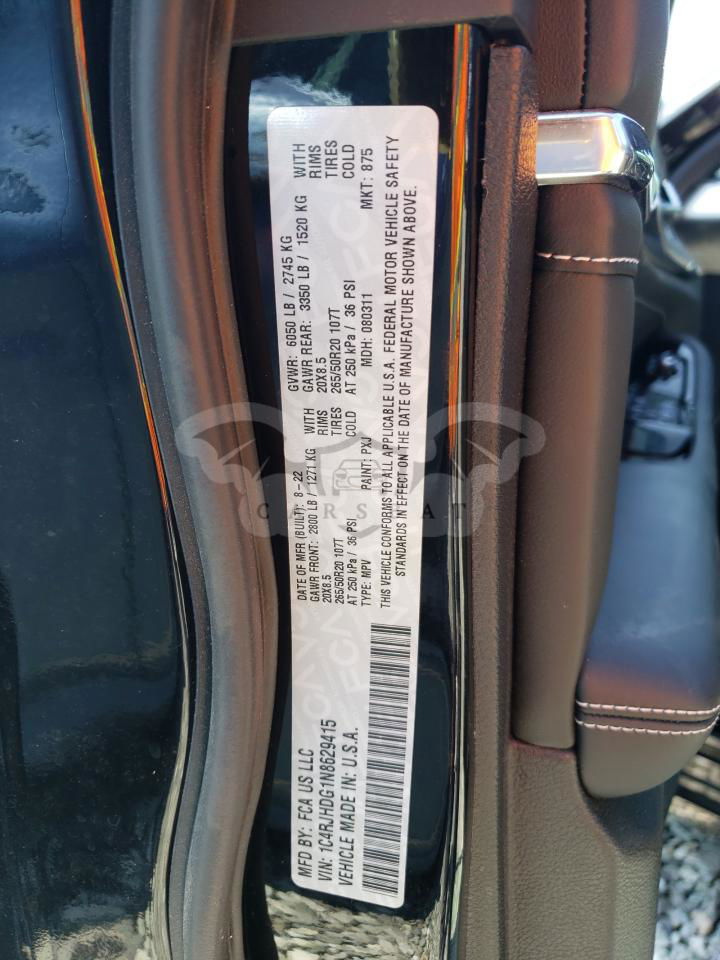 MFD BY: FCA US LLC
DATE OF MFR (BUILT): 8-22 GVWR: 6050 LB / 2745 KG
GAWR FRONT: 2800 LB / 1271 KG WITH GAWR REAR: 3350 LB / 1520 KG WITH
20X8.5 RIMS 20X8.5 RIMS
265/50R20 107T TIRES 265/50R20 107T TIRES
AT 250 kPa / 36 PSI COLD AT 250 kPa / 36 PSI COLD
VIN: 1C4RJHDG1N8629415
TYPE: MPV PAINT: PXJ MDH: 080311 MKT: 875
VEHICLE MADE IN: U.S.A.
THIS VEHICLE CONFORMS TO ALL APPLICABLE U.S.A. FEDERAL MOTOR VEHICLE SAFETY
STANDARDS IN EFFECT ON THE DATE OF MANUFACTURE SHOWN ABOVE.
FCA